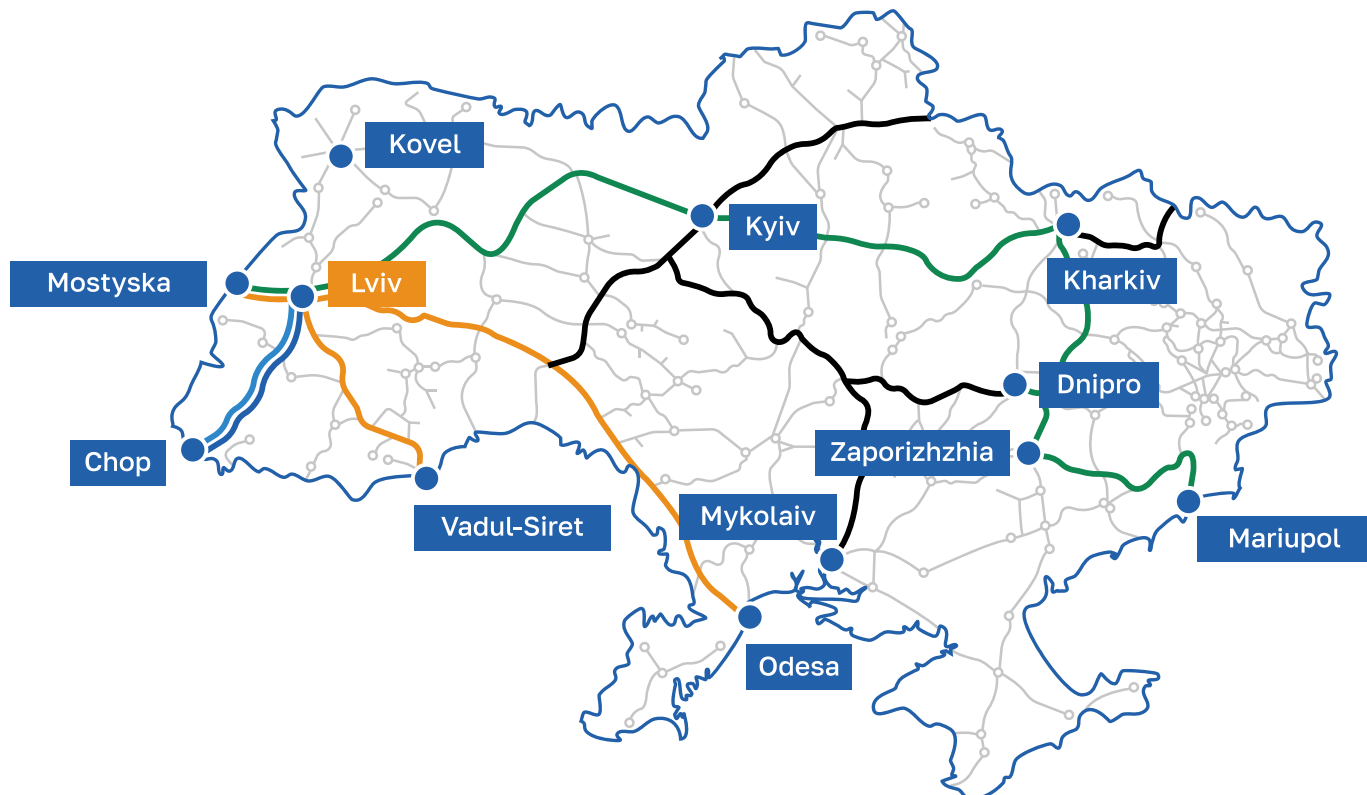 Kovel
Kyiv
Mostyska
Lviv
Kharkiv
Dnipro
Zaporizhzhia
Chop
Mykolaiv
Vadul-Siret
Mariupol
Odesa